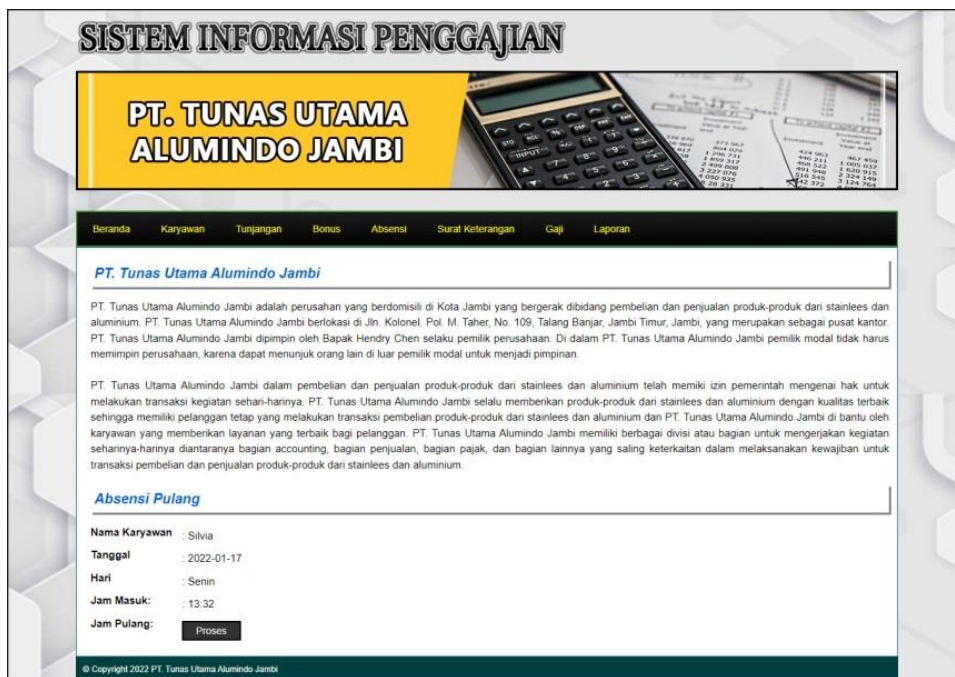 SISTEM INFORMASI PENGGAJIAN
PT. TUNAS UTAMA
ALUMINDO JAMBI
Beranda Karyawan Tunjangan Bonus Absensi Surat Keterangan Gaji Laporan
PT. Tunas Utama Alumindo Jambi
PT. Tunas Utama Alumindo Jambi adalah perusahan yang berdomisili di Kota Jambi yang bergerak dibidang pembelian dan penjualan produk-produk dari stainlees dan
aluminium. PT. Tunas Utama Alumindo Jambi berlokasi di Jln. Kolonel. Pol. M. Taher, No. 109, Talang Banjar, Jambi Timur, Jambi, yang merupakan sebagai pusat kantor.
PT. Tunas Utama Alumindo Jambi dipimpin oleh Bapak Hendry Chen selaku pemilik perusahaan. Di dalam PT. Tunas Utama Alumindo Jambi pemilik modal tidak harus
memimpin perusahaan, karena dapat menunjuk orang lain di luar pemilik modal untuk menjadi pimpinan.
PT. Tunas Utama Alumindo Jambi dalam pembelian dan penjualan produk-produk dari stainlees dan aluminium telah memiki izin pemerintah mengenai hak untuk
melakukan transaksi kegiatan sehari-harinya. PT. Tunas Utama Alumindo Jambi selalu memberikan produk-produk dari stainlees dan aluminium dengan kualitas terbaik
sehingga memiliki pelanggan tetap yang melakukan transaksi pembelian produk-produk dari stainlees dan aluminium dan PT. Tunas Utama Alumindo Jambi di bantu oleh
karyawan yang memberikan layanan yang terbaik bagi pelanggan. PT. Tunas Utama Alumindo Jambi memiliki berbagai divisi atau bagian untuk mengerjakan kegiatan
seharinya-harinya diantaranya bagian accounting, bagian penjualan, bagian pajak, dan bagian lainnya yang saling keterkaitan dalam melaksanakan kewajiban untuk
transaksi pembelian dan penjualan produk-produk dari stainlees dan aluminium.
Absensi Pulang
Nama Karyawan : Silvia
Tanggal : 2022-01-17
Hari : Senin
Jam Masuk: : 13:32
Jam Pulang: Proses
© Copyright 2022 PT. Tunas Utama Alumindo Jambi